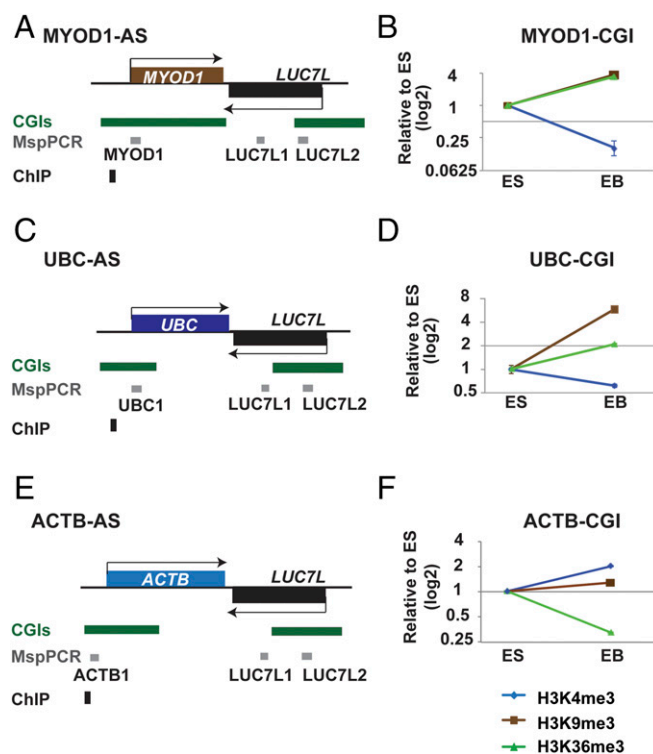 A
MYOD1-AS
MYOD1
LUC7L
CGIs
MspPCR
MYOD1
LUC7L1
LUC7L2
ChIP
B
MYOD1-CGI
Relative to ES
(log2)
4
1
0.25
0.0625
ES
EB
C
UBC-AS
UBC
LUC7L
CGIs
MspPCR
UBC1
LUC7L1
LUC7L2
ChIP
D
UBC-CGI
Relative to ES
(log2)
8
4
2
1
0.5
ES
EB
E
ACTB-AS
ACTB
LUC7L
CGIs
MspPCR
ACTB1
LUC7L1
LUC7L2
ChIP
F
ACTB-CGI
Relative to ES
(log2)
4
2
1
0.5
0.25
ES
EB
H3K4me3
H3K9me3
H3K36me3